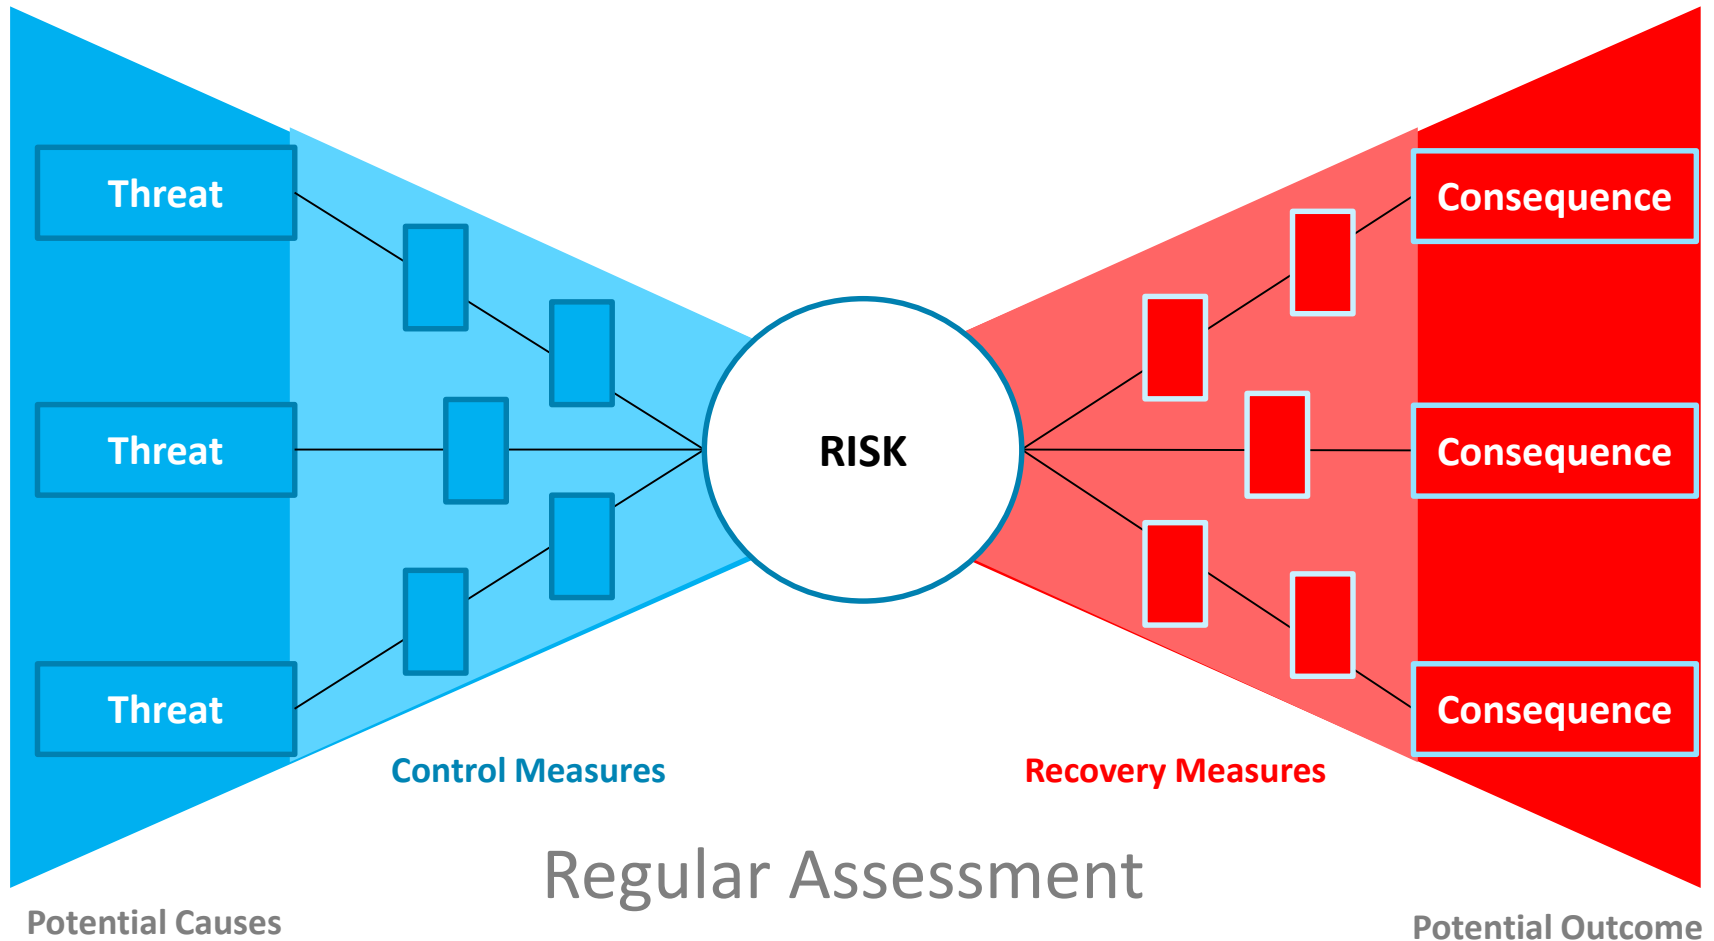 Threat
Consequence
Threat
RISK
Consequence
Threat
Consequence
Control Measures
Recovery Measures
Regular Assessment
Potential Causes
Potential Outcome